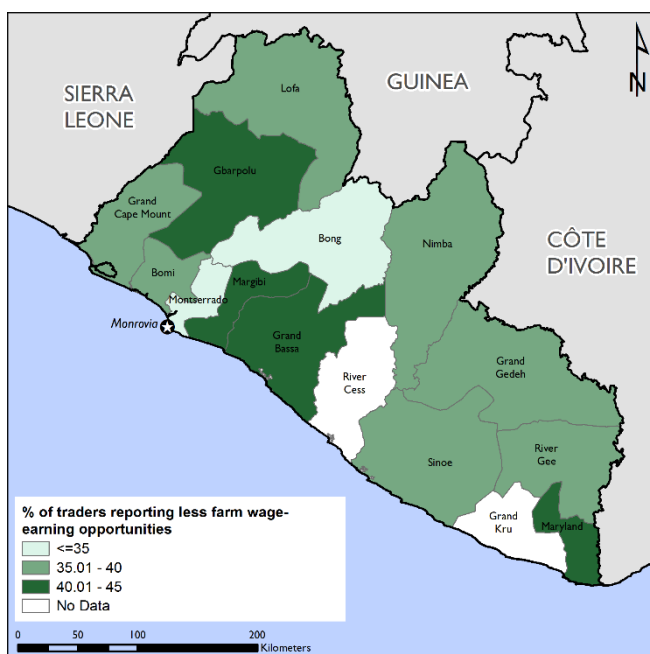 SIERRA
LEONE
GUINEA
N
Lofa
Gbarpolu
Grand
Cape Mount
Bong
Nimba
CÔTE
D'IVOIRE
Bomi
Margibi
Montserrado
Monrovia
Grand
Bassa
River
Cess
Grand
Gedeh
Sinoe
River
Gee
Grand
Kru
Maryland
% of traders reporting less farm wage-
earning opportunities
<=35
35.01 - 40
40.01 - 45
No Data
0 50 100 200
Kilometers